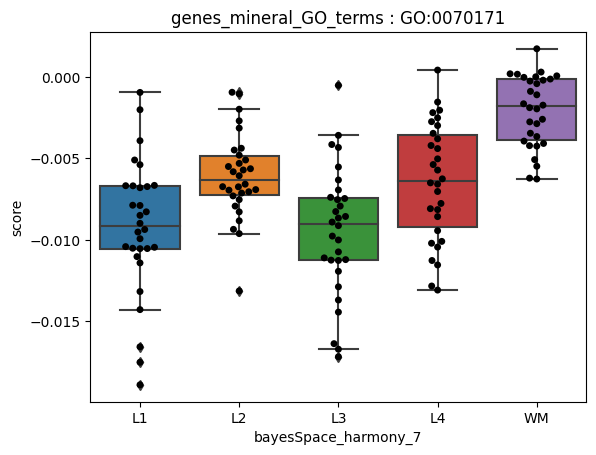 genes_mineral_GO_terms : GO:0070171
0.000
−0.005
−0.010
−0.015
score
L1 L2 L3 L4 WM
bayesSpace_harmony_7